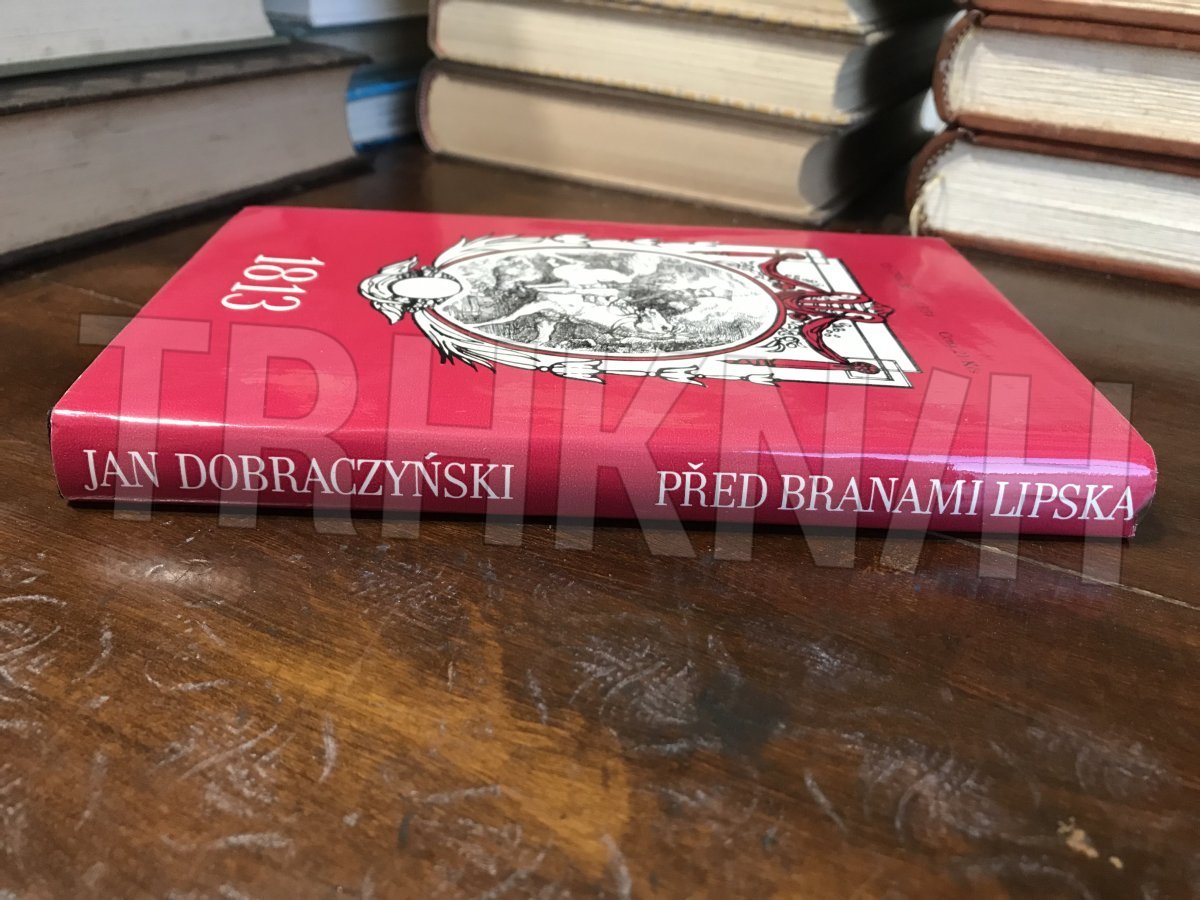 1813
JAN DOBRACZYŃSKI
PŘED BRANAMI LIPSKA
TRHKNIH